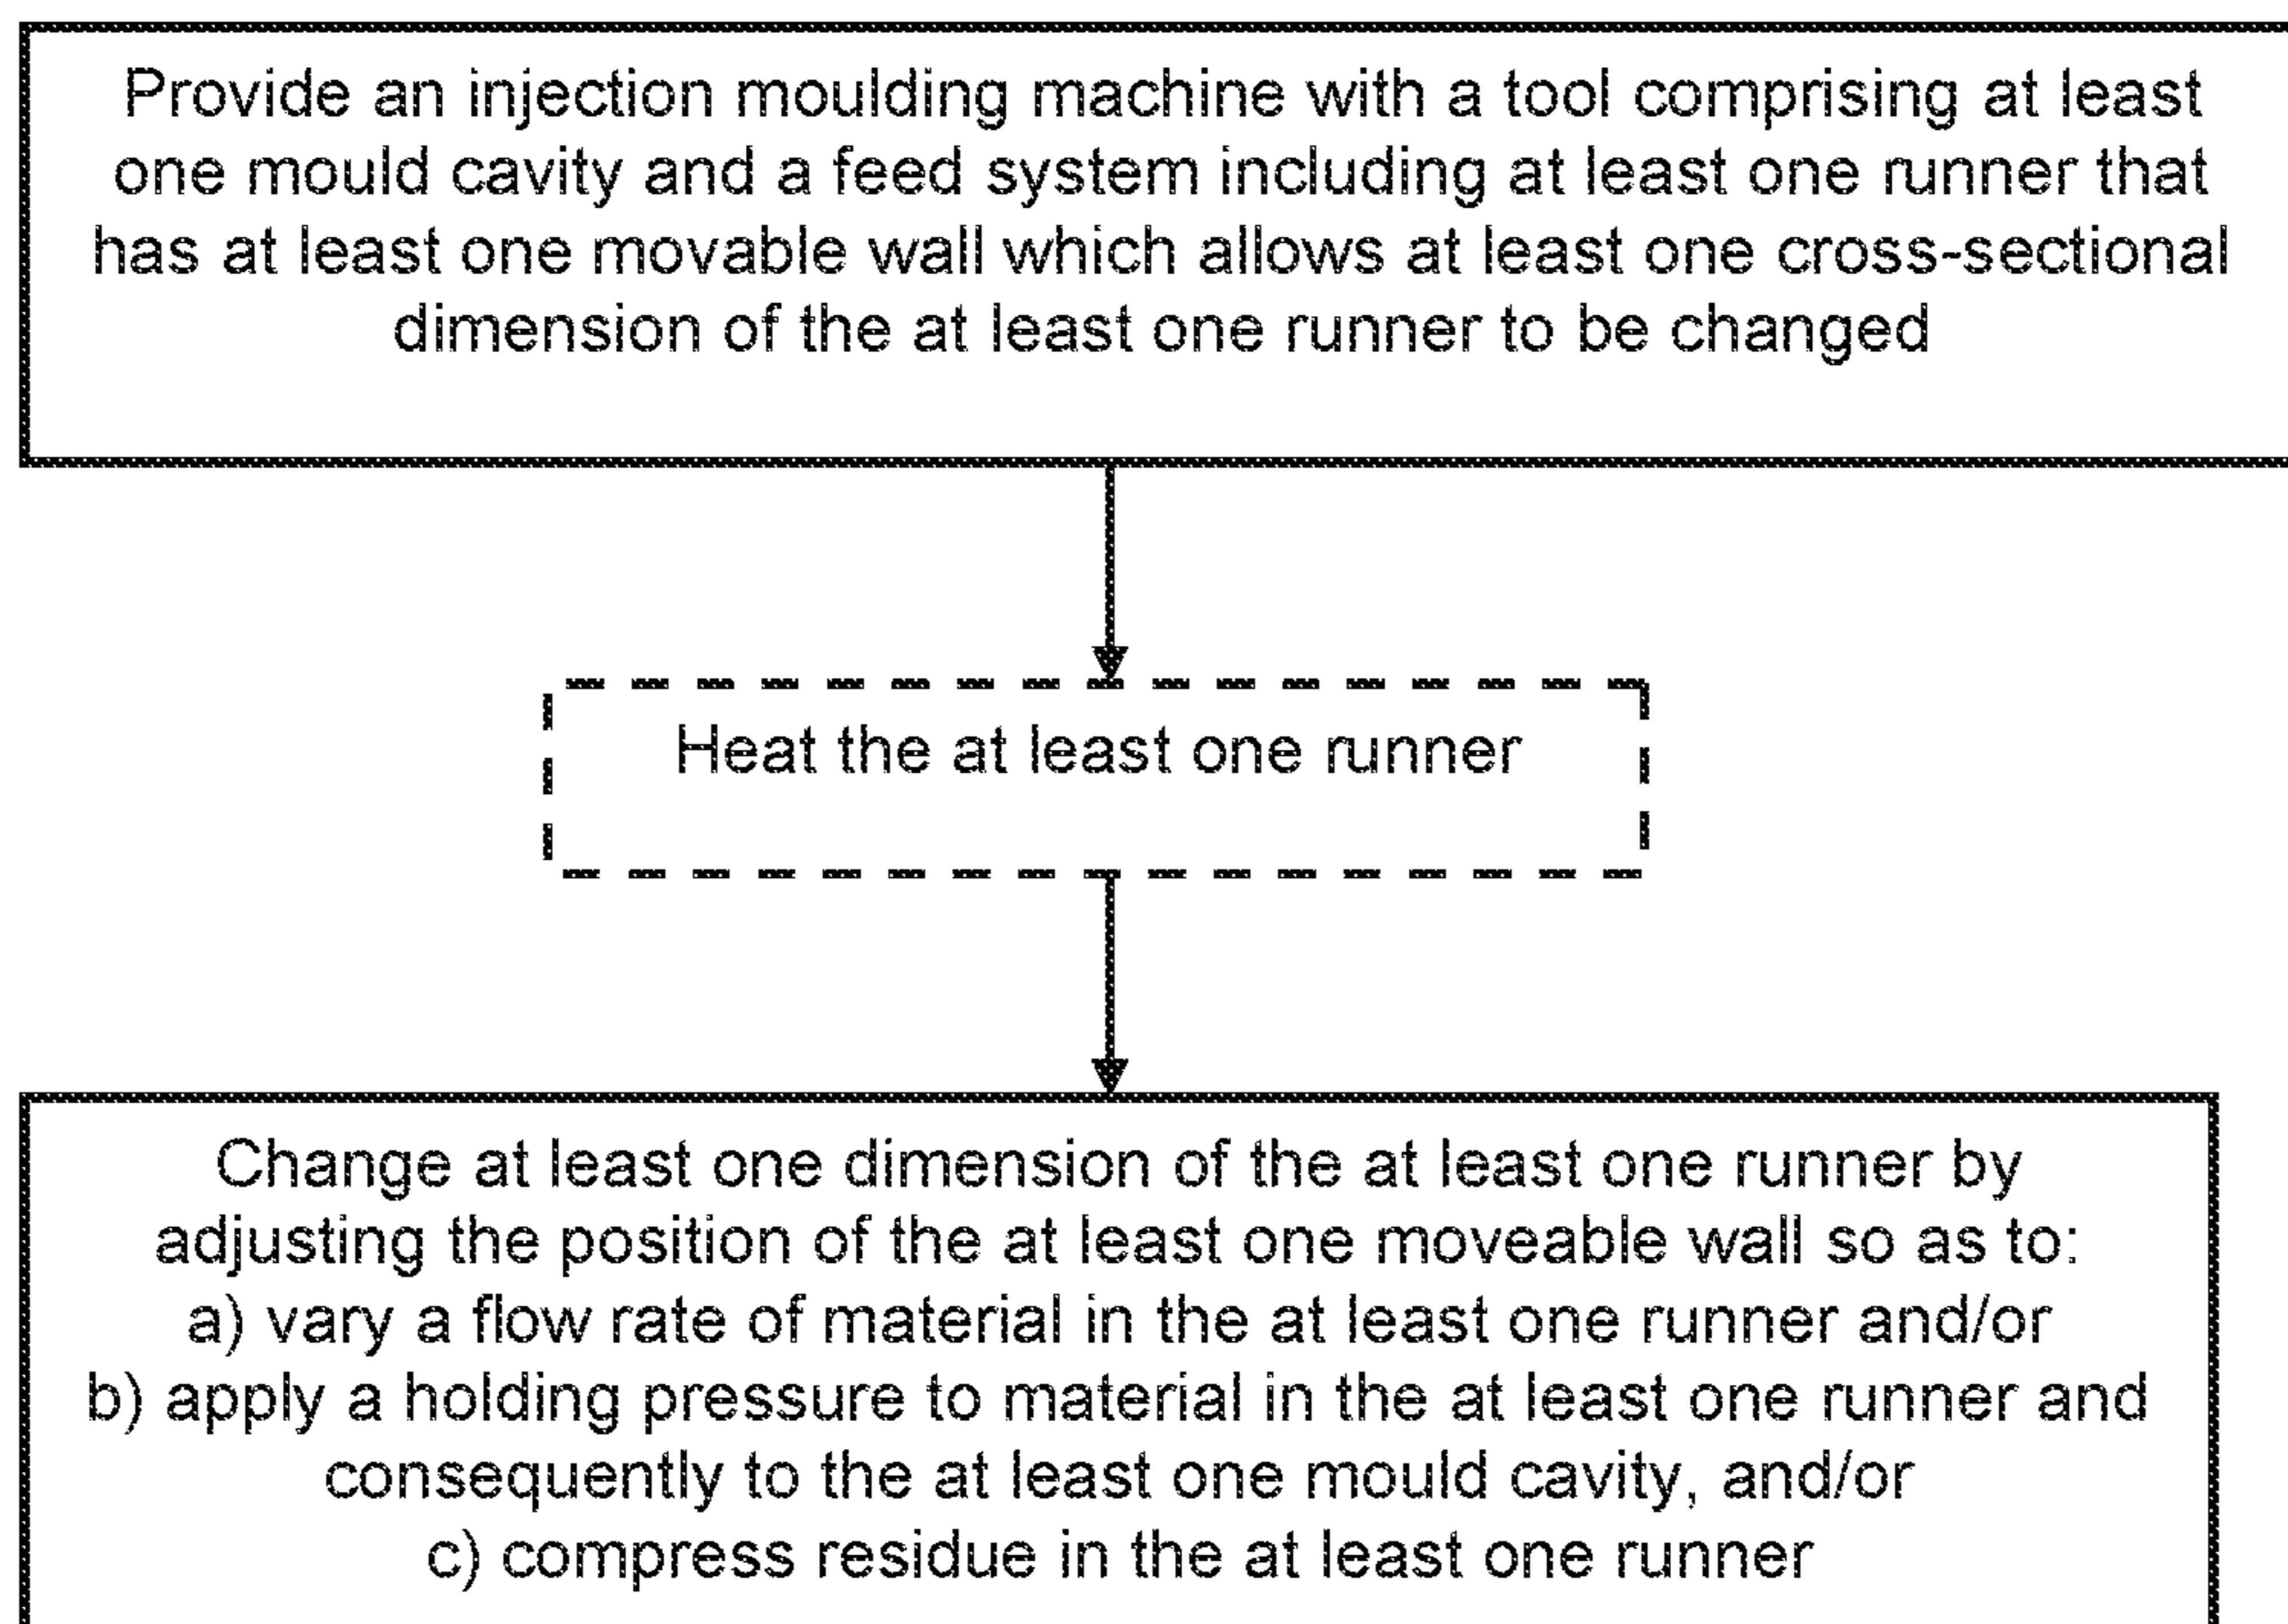 Provide an injection moulding machine with a tool comprising at least
one mould cavity and a feed system including at least one runner that
has at least one movable wall which allows at least one cross-sectional
dimension of the at least one runner to be changed
Heat the at least one runner
Change at least one dimension of the at least one runner by
adjusting the position of the at least one moveable wall so as to:
a) vary a flow rate of material in the at least one runner and/or
b) apply a holding pressure to material in the at least one runner and
consequently to the at least one mould cavity, and/or
c) compress residue in the at least one runner